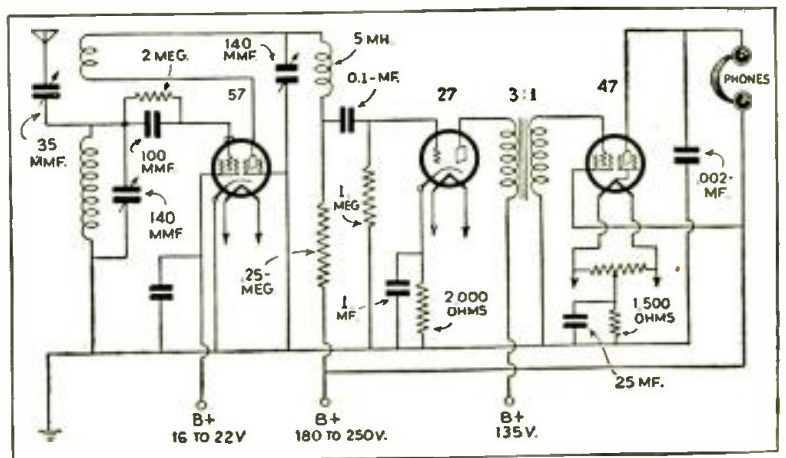 2 MEG.
57
140
MMF.
5 MH.
0.1-MF.
27
3:1
47
PHONES
35
MMF.
100
MMF.
140
MMF
.25-
MEG
1
MEG
1
MF.
2,000
OHMS
.002-
MF.
1,500
OHMS
.25 MF.
B+
16 TO 22V
B+
180 TO 250V.
B+
135V.